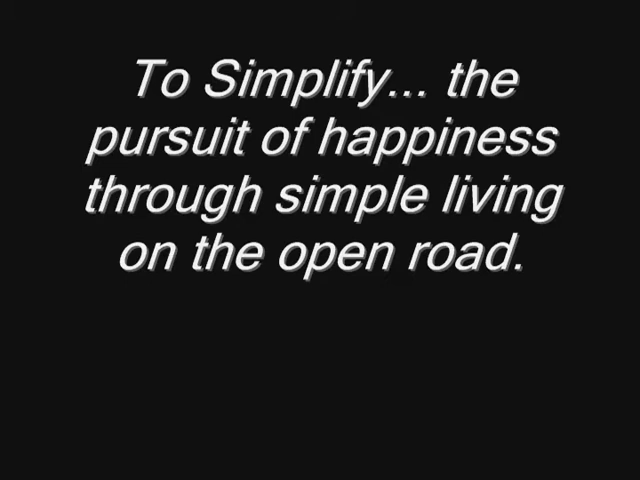 To Simplify... the
pursuit of happiness
through simple living
on the open road.